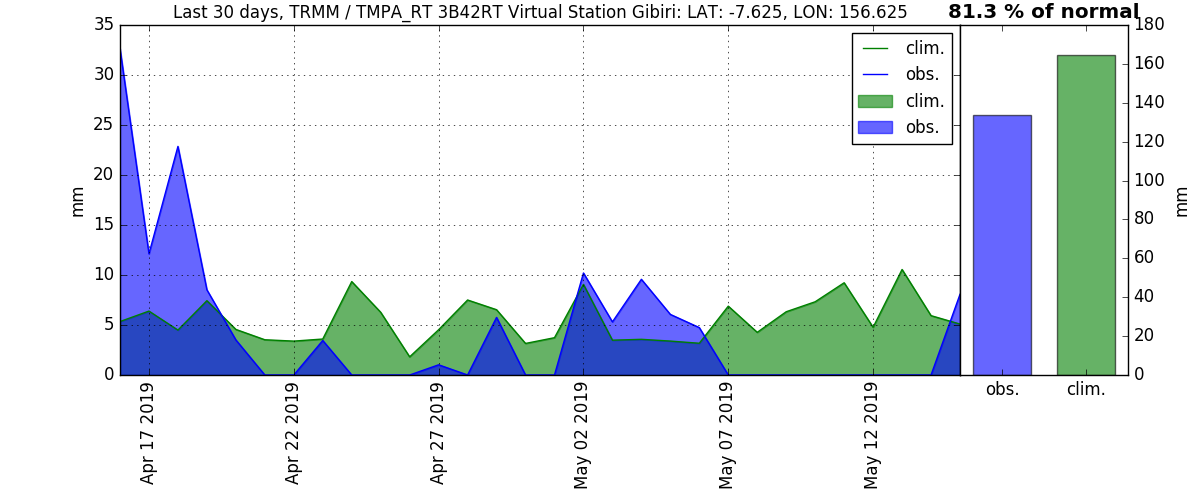 Last 30 days, TRMM / TMPA_RT 3B42RT Virtual Station Gibiri: LAT: -7.625, LON: 156.625
81.3 % of normal
35
30
25
20
15
10
5
0
mm
clim.
obs.
clim.
obs.
Apr 17 2019
Apr 22 2019
Apr 27 2019
May 02 2019
May 07 2019
May 12 2019
180
160
140
120
100
80
60
40
20
0
mm
obs.
clim.